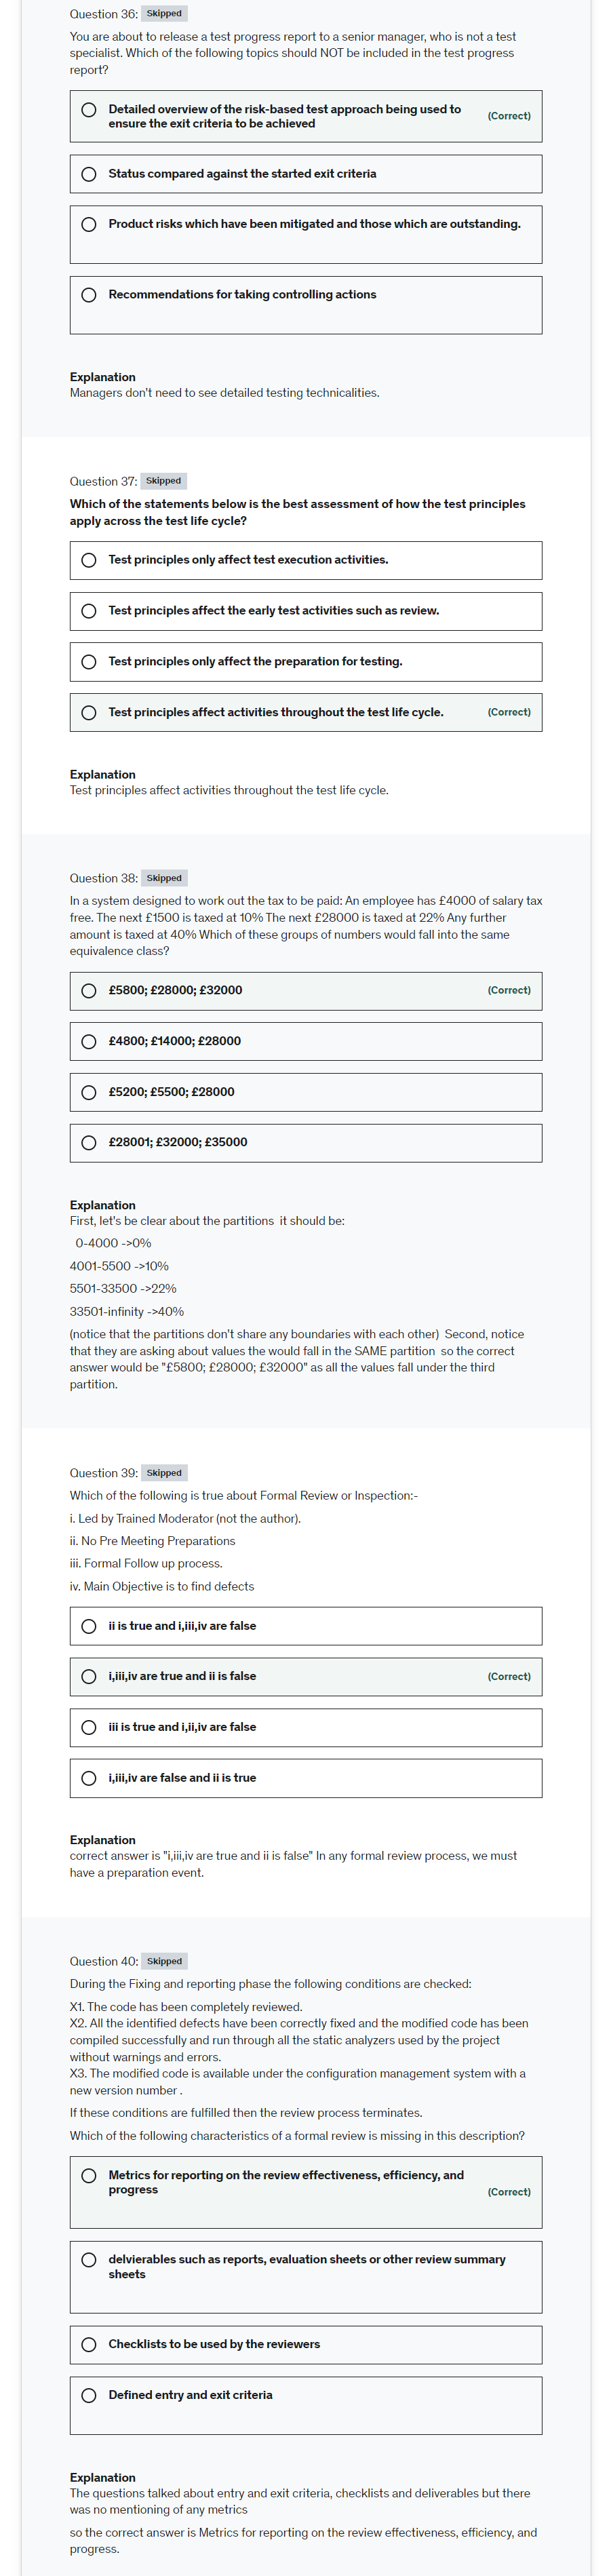 Question 36: Skipped
You are about to release a test progress report to a senior manager, who is not a test
specialist. Which of the following topics should NOT be included in the test progress
report?
Detailed overview of the risk-based test approach being used to
ensure the exit criteria to be achieved
(Correct)
Status compared against the started exit criteria
Product risks which have been mitigated and those which are outstanding.
Recommendations for taking controlling actions
Explanation
Managers don't need to see detailed testing technicalities.
Question 37: Skipped
Which of the statements below is the best assessment of how the test principles
apply across the test life cycle?
Test principles only affect test execution activities.
Test principles affect the early test activities such as review.
Test principles only affect the preparation for testing.
Test principles affect activities throughout the test life cycle. (Correct)
Explanation
Test principles affect activities throughout the test life cycle.
Question 38: Skipped
In a system designed to work out the tax to be paid: An employee has £4000 of salary tax
free. The next £1500 is taxed at 10% The next £28000 is taxed at 22% Any further
amount is taxed at 40% Which of these groups of numbers would fall into the same
equivalence class?
£5800; £28000; £32000 (Correct)
£4800; £14000; £28000
£5200; £5500; £28000
£28001; £32000; £35000
Explanation
First, let's be clear about the partitions it should be:
0-4000 ->0%
4001-5500 ->10%
5501-33500 ->22%
33501-infinity ->40%
(notice that the partitions don't share any boundaries with each other) Second, notice
that they are asking about values the would fall in the SAME partition so the correct
answer would be "£5800; £28000; £32000" as all the values fall under the third
partition.
Question 39: Skipped
Which of the following is true about Formal Review or Inspection:-
i. Led by Trained Moderator (not the author).
ii. No Pre Meeting Preparations
iii. Formal Follow up process.
iv. Main Objective is to find defects
ii is true and i,iii,iv are false
i,iii,iv are true and ii is false (Correct)
iii is true and i,ii,iv are false
i,iii,iv are false and ii is true
Explanation
correct answer is "i,iii,iv are true and ii is false" In any formal review process, we must
have a preparation event.
Question 40: Skipped
During the Fixing and reporting phase the following conditions are checked:
X1. The code has been completely reviewed.
X2. All the identified defects have been correctly fixed and the modified code has been
compiled successfully and run through all the static analyzers used by the project
without warnings and errors.
X3. The modified code is available under the configuration management system with a
new version number .
If these conditions are fulfilled then the review process terminates.
Which of the following characteristics of a formal review is missing in this description?
Metrics for reporting on the review effectiveness, efficiency, and
progress
(Correct)
delvierables such as reports, evaluation sheets or other review summary
sheets
Checklists to be used by the reviewers
Defined entry and exit criteria
Explanation
The questions talked about entry and exit criteria, checklists and deliverables but there
was no mentioning of any metrics
so the correct answer is Metrics for reporting on the review effectiveness, efficiency, and
progress.